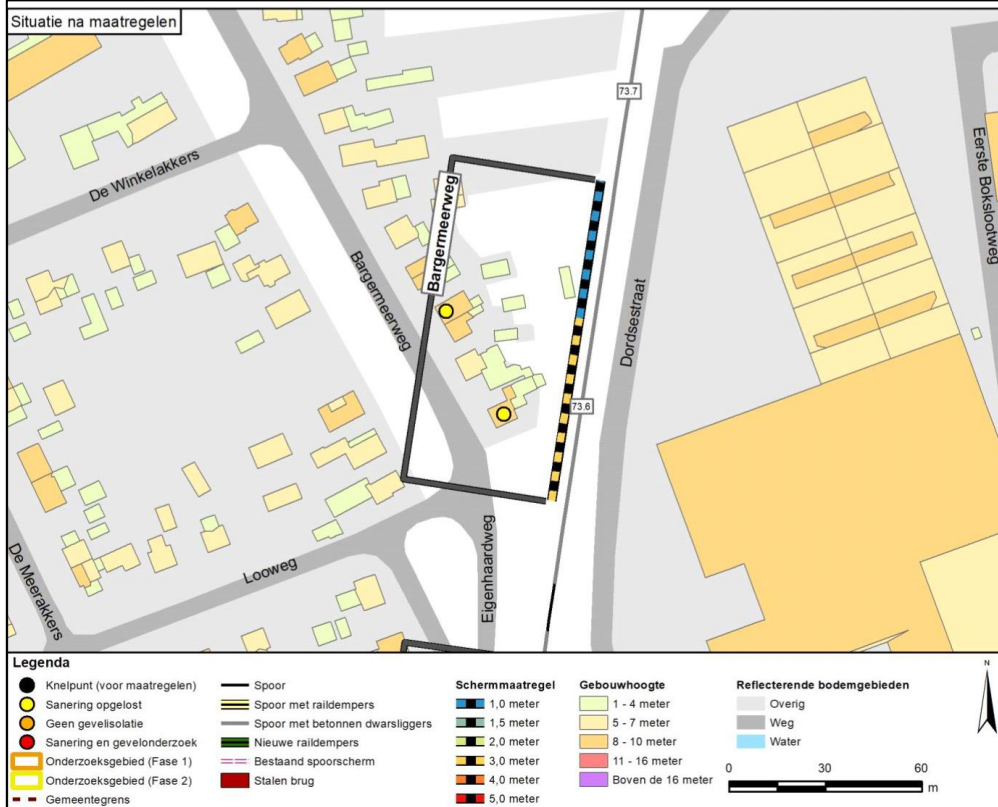 Situatie na maatregelen
73.7
De Winkelakkers
Bargermeerweg
Bargermeerweg
Eerste Bokslootweg
Dordsestraat
73.6
Looweg
Eigenhaardweg
De Meerakkers
Legenda
Knelpunt (voor maatregelen)
Sanering opgelost
Geen gevelisolatie
Sanering en gevelonderzoek
Onderzoeksgebied (Fase 1)
Onderzoeksgebied (Fase 2)
Gemeentegrens
Spoor
Spoor met raildempers
Spoor met betonnen dwarsliggers
Nieuwe raildempers
Bestaand spoorscherm
Stalen brug
Schermmaatregel
1,0 meter
1,5 meter
2,0 meter
3,0 meter
4,0 meter
5,0 meter
Gebouwhoogte
1 - 4 meter
5 - 7 meter
8 - 10 meter
11 - 16 meter
Boven de 16 meter
Reflecterende bodemgebieden
Overig
Weg
Water
N
0 30 60
m